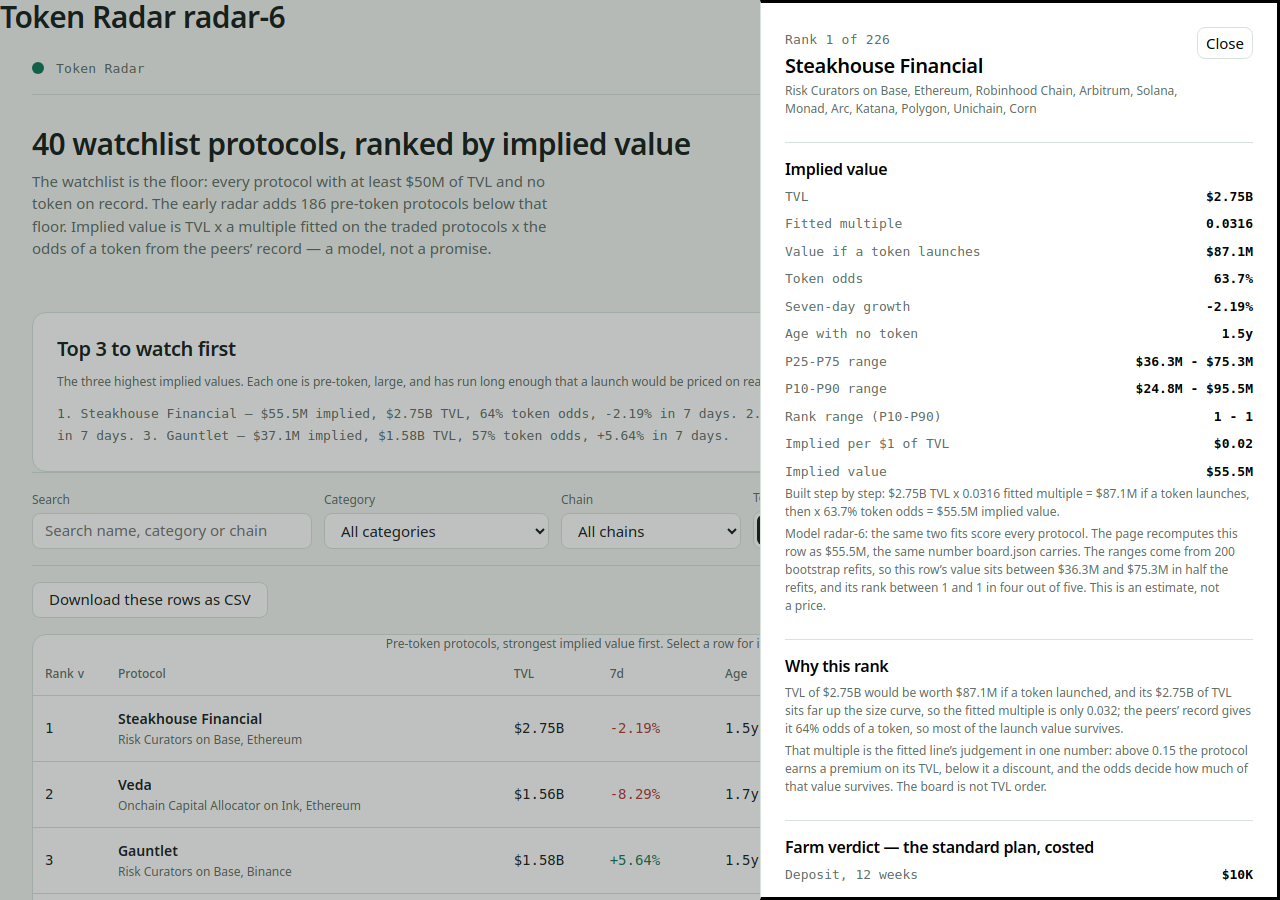 Token Radar radar-6
Token Radar
40 watchlist protocols, ranked by implied value
The watchlist is the floor: every protocol with at least $50M of TVL and no
token on record. The early radar adds 186 pre-token protocols below that
floor. Implied value is TVL x a multiple fitted on the traded protocols x the
odds of a token from the peers’ record — a model, not a promise.
Top 3 to watch first
The three highest implied values. Each one is pre-token, large, and has run long enough that a launch would be priced on rea
1. Steakhouse Financial — $55.5M implied, $2.75B TVL, 64% token odds, -2.19% in 7 days. 2.
in 7 days. 3. Gauntlet — $37.1M implied, $1.58B TVL, 57% token odds, +5.64% in 7 days.
Search
Category
Chain
Search name, category or chain
All categories
All chains
Download these rows as CSV
Pre-token protocols, strongest implied value first. Select a row for i
Rank v
Protocol
TVL
7d
Age
1
Steakhouse Financial
Risk Curators on Base, Ethereum
$2.75B
-2.19%
1.5y
2
Veda
Onchain Capital Allocator on Ink, Ethereum
$1.56B
-8.29%
1.7y
3
Gauntlet
Risk Curators on Base, Binance
$1.58B
+5.64%
1.5y
Rank 1 of 226
Close
Steakhouse Financial
Risk Curators on Base, Ethereum, Robinhood Chain, Arbitrum, Solana,
Monad, Arc, Katana, Polygon, Unichain, Corn
Implied value
TVL $2.75B
Fitted multiple 0.0316
Value if a token launches $87.1M
Token odds 63.7%
Seven-day growth -2.19%
Age with no token 1.5y
P25-P75 range $36.3M - $75.3M
P10-P90 range $24.8M - $95.5M
Rank range (P10-P90) 1 - 1
Implied per $1 of TVL $0.02
Implied value $55.5M
Built step by step: $2.75B TVL x 0.0316 fitted multiple = $87.1M if a token launches,
then x 63.7% token odds = $55.5M implied value.
Model radar-6: the same two fits score every protocol. The page recomputes this
row as $55.5M, the same number board.json carries. The ranges come from 200
bootstrap refits, so this row’s value sits between $36.3M and $75.3M in half the
refits, and its rank between 1 and 1 in four out of five. This is an estimate, not
a price.
Why this rank
TVL of $2.75B would be worth $87.1M if a token launched, and its $2.75B of TVL
sits far up the size curve, so the fitted multiple is only 0.032; the peers’ record gives
it 64% odds of a token, so most of the launch value survives.
That multiple is the fitted line’s judgement in one number: above 0.15 the protocol
earns a premium on its TVL, below it a discount, and the odds decide how much of
that value survives. The board is not TVL order.
Farm verdict — the standard plan, costed
Deposit, 12 weeks $10K